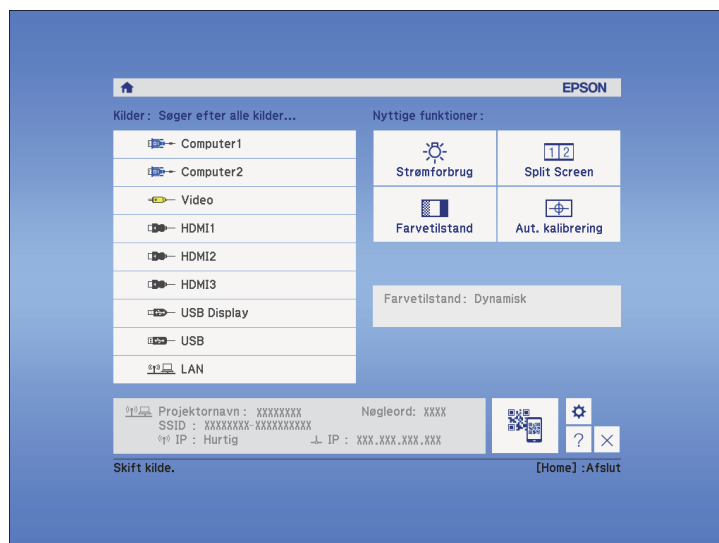 EPSON
Kilder: Søger efter alle kilder...
Computer1
Computer2
Video
HDMI1
HDMI2
HDMI3
USB Display
USB
LAN
Nyttige funktioner:
Strømforbrug
1 2
Split Screen
Farvetilstand
Aut. kalibrering
Farvetilstand: Dynamisk
Projektornavn: XXXXXXXX Nøgleord: XXXX
SSID : XXXXXXXX-XXXXXXXXXX
IP : Hurtig IP : XXX.XXX.XXX.XXX
?
Skift kilde. [Home] :Afslut